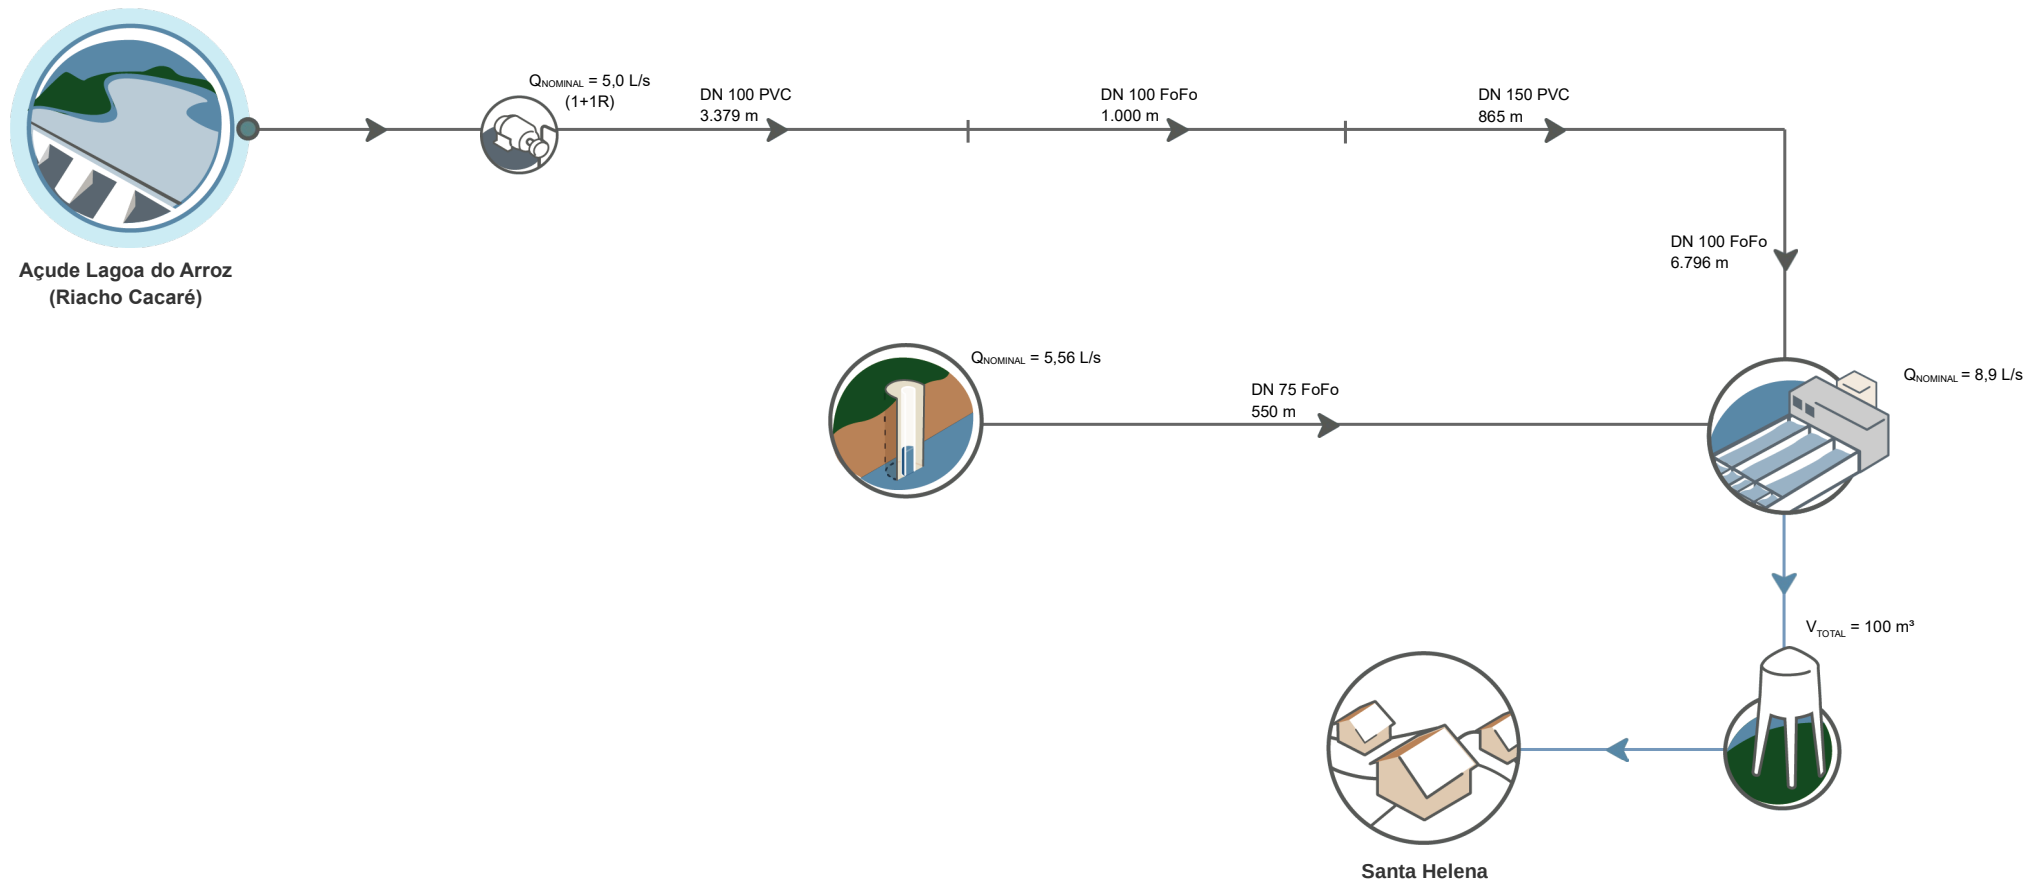 Q NOMINAL = 5,0 L/s
(1+1R)
DN 100 PVC
3.379 m
DN 100 FoFo
1.000 m
DN 150 PVC
865 m
Açude Lagoa do Arroz
(Riacho Cacaré)
DN 100 FoFo
6.796 m
Q NOMINAL = 5,56 L/s
DN 75 FoFo
550 m
Q NOMINAL = 8,9 L/s
V TOTAL = 100 m³
Santa Helena